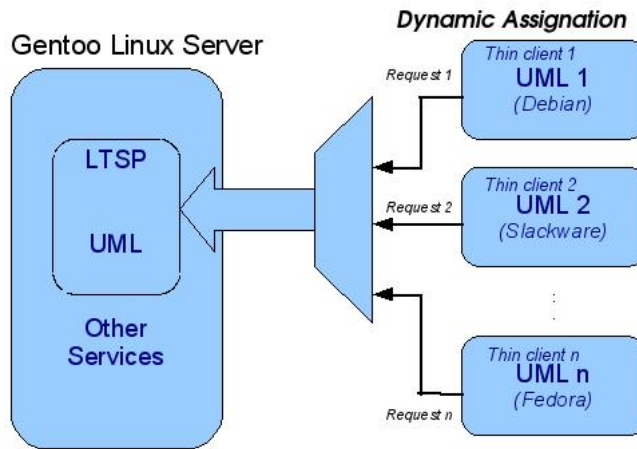 Dynamic Assignation
Gentoo Linux Server
LTSP
UML
Other
Services
Request 1
Thin client 1
UML 1
(Debian)
Request 2
Thin client 2
UML 2
(Slackware)
Request n
Thin client n
UML n
(Fedora)